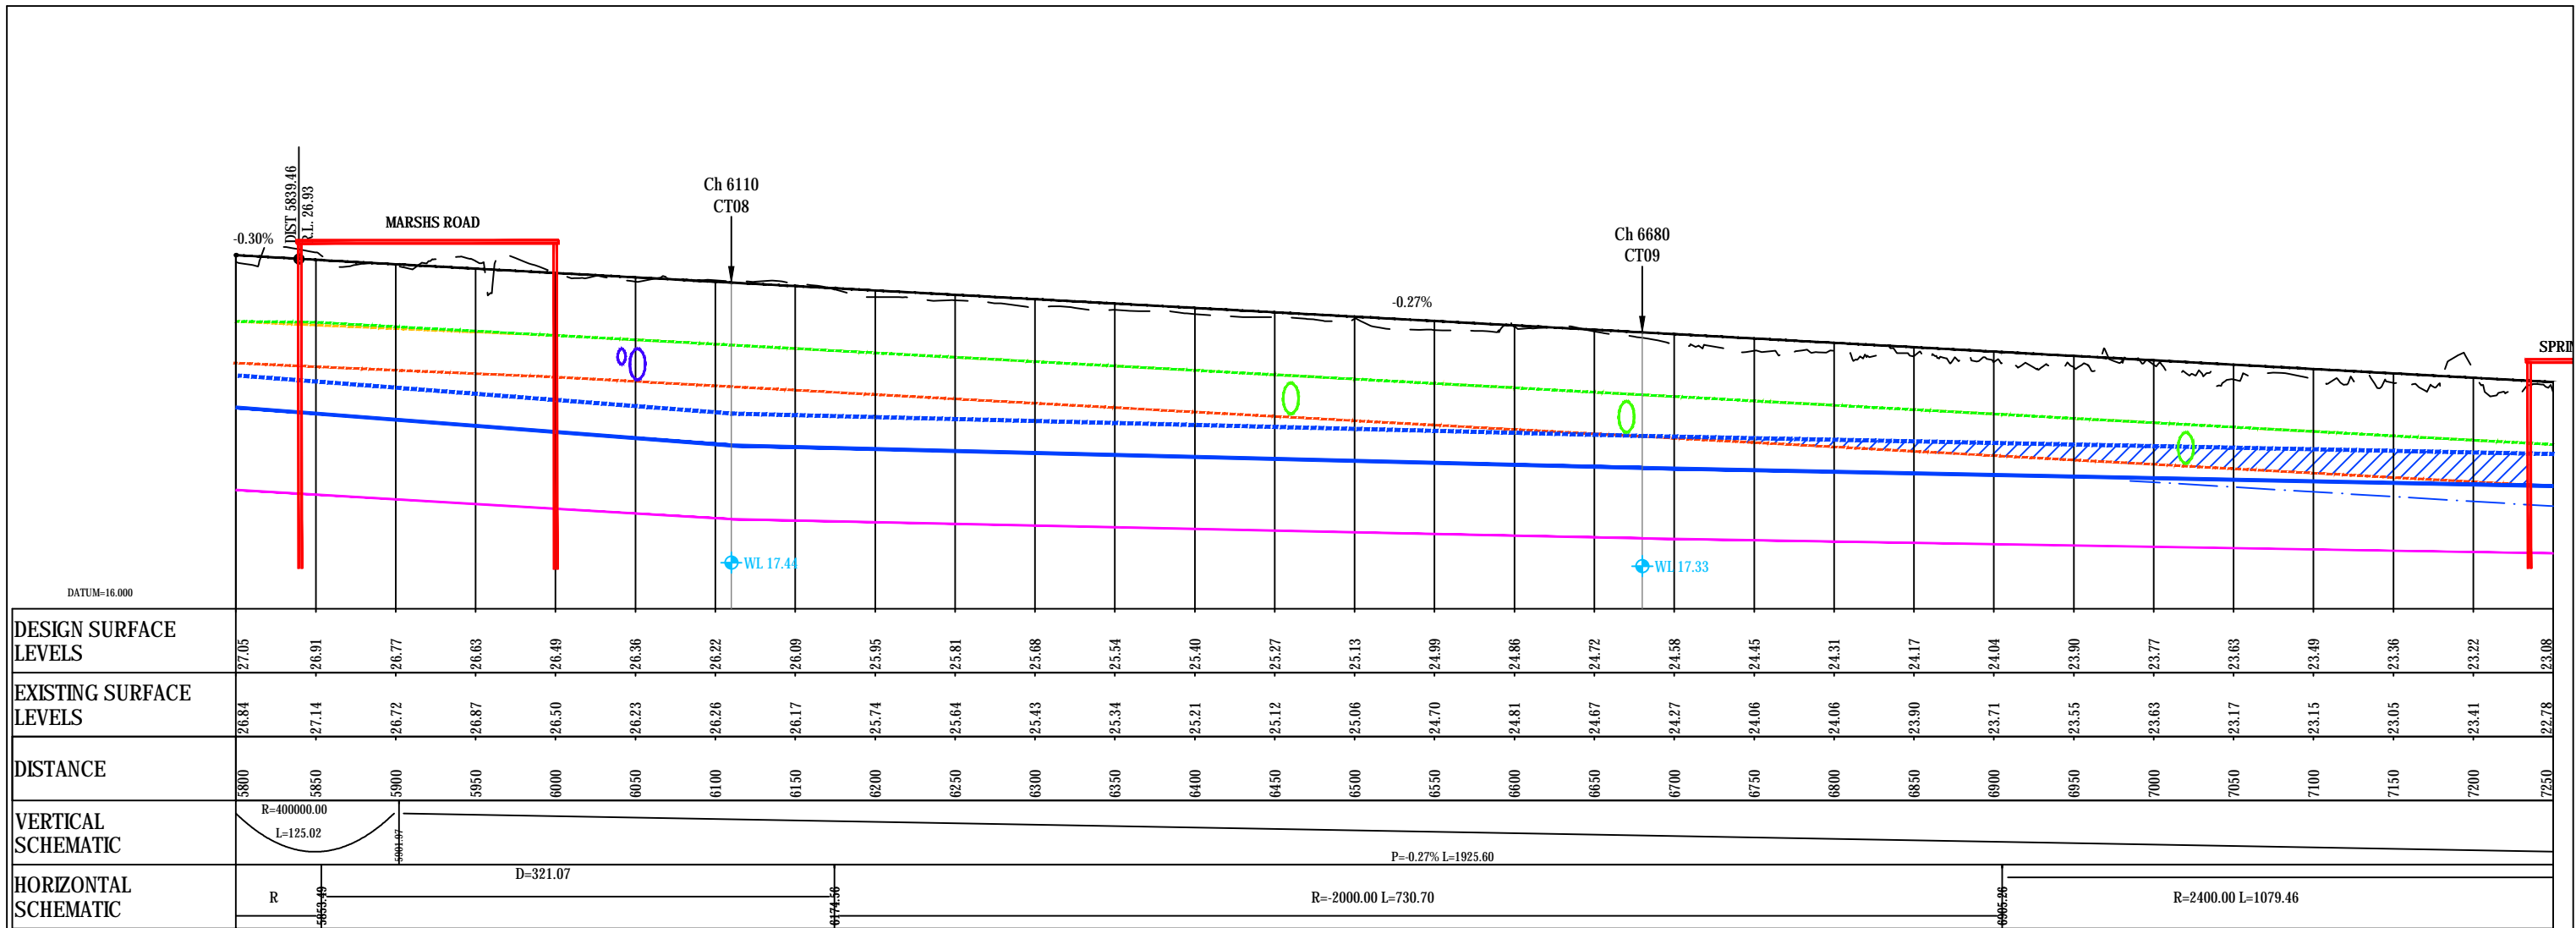 DIST 5839.46
R.L. 26.93
-0.30%
MARSHS ROAD
Ch 6110
CT08
Ch 6680
CT09
-0.27%
SPRIN
WL 17.44
WL 17.33
DATUM=16.000
DESIGN SURFACE
LEVELS
27.05 26.91 26.77 26.63 26.49 26.36 26.22 26.09 25.95 25.81 25.68 25.54 25.40 25.27 25.13 24.99 24.86 24.72 24.58 24.45 24.31 24.17 24.04 23.90 23.77 23.63 23.49 23.36 23.22 23.08
EXISTING SURFACE
LEVELS
26.84 27.14 26.72 26.87 26.50 26.23 26.26 26.17 25.74 25.64 25.43 25.34 25.21 25.12 25.06 24.70 24.81 24.67 24.27 24.06 24.06 23.90 23.71 23.55 23.63 23.17 23.15 23.05 23.41 22.78
DISTANCE
5800 5850 5900 5950 6000 6050 6100 6150 6200 6250 6300 6350 6400 6450 6500 6550 6600 6650 6700 6750 6800 6850 6900 6950 7000 7050 7100 7150 7200 7250
VERTICAL
SCHEMATIC
R=400000.00
L=125.02
5901.97
P=-0.27% L=1925.60
HORIZONTAL
SCHEMATIC
R
5853.49
D=321.07
6174.56
R=-2000.00 L=730.70
6905.26
R=2400.00 L=1079.46